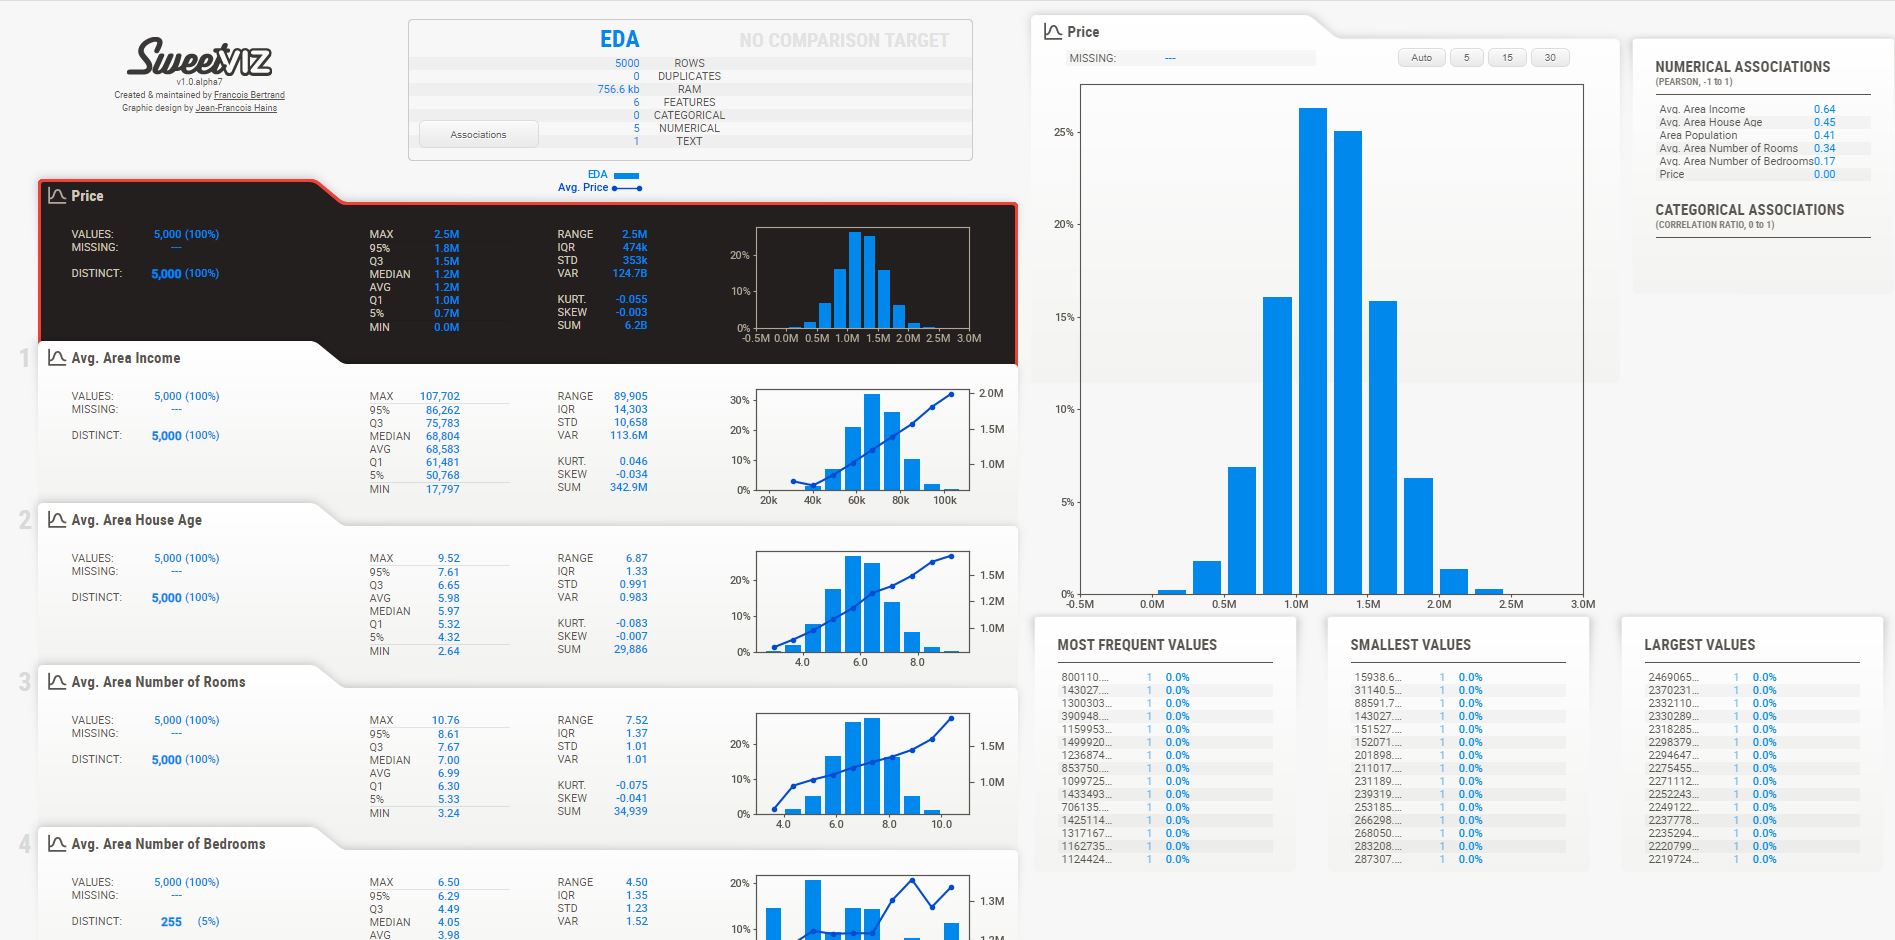 SweetVIZ
v1.0.alpha7
Created & maintained by Francois Bertrand
Graphic design by Jean-Francois Hains
EDA NO COMPARISON TARGET
5000 ROWS
0 DUPLICATES
756.6 kb RAM
6 FEATURES
0 CATEGORICAL
5 NUMERICAL
1 TEXT
Associations
EDA
Avg. Price
Price
VALUES: 5,000 (100%)
MISSING: ---
DISTINCT: 5,000 (100%)
MAX 2.5M
95% 1.8M
Q3 1.5M
MEDIAN 1.2M
AVG 1.2M
Q1 1.0M
5% 0.7M
MIN 0.0M
RANGE 2.5M
IQR 474k
STD 353k
VAR 124.7B
KURT. -0.055
SKEW -0.003
SUM 6.2B
20%
10%
0%
-0.5M 0.0M 0.5M 1.0M 1.5M 2.0M 2.5M 3.0M
1 Avg. Area Income
VALUES: 5,000 (100%)
MISSING: ---
DISTINCT: 5,000 (100%)
MAX 107,702
95% 86,262
Q3 75,783
MEDIAN 68,804
AVG 68,583
Q1 61,481
5% 50,768
MIN 17,797
RANGE 89,905
IQR 14,303
STD 10,658
VAR 113.6M
KURT. 0.046
SKEW -0.034
SUM 342.9M
30%
20%
10%
0%
20k 40k 60k 80k 100k
2.0M
1.5M
1.0M
2 Avg. Area House Age
VALUES: 5,000 (100%)
MISSING: ---
DISTINCT: 5,000 (100%)
MAX 9.52
95% 7.61
Q3 6.65
AVG 5.98
MEDIAN 5.97
Q1 5.32
5% 4.32
MIN 2.64
RANGE 6.87
IQR 1.33
STD 0.991
VAR 0.983
KURT. -0.083
SKEW -0.007
SUM 29,886
20%
10%
0%
4.0 6.0 8.0
1.5M
1.2M
1.0M
3 Avg. Area Number of Rooms
VALUES: 5,000 (100%)
MISSING: ---
DISTINCT: 5,000 (100%)
MAX 10.76
95% 8.61
Q3 7.67
MEDIAN 7.00
AVG 6.99
Q1 6.30
5% 5.33
MIN 3.24
RANGE 7.52
IQR 1.37
STD 1.01
VAR 1.01
KURT. -0.075
SKEW -0.041
SUM 34,939
20%
10%
0%
4.0 6.0 8.0 10.0
1.5M
1.0M
4 Avg. Area Number of Bedrooms
VALUES: 5,000 (100%)
MISSING: ---
DISTINCT: 255 (5%)
MAX 6.50
95% 6.29
Q3 4.49
MEDIAN 4.05
AVG 3.98
RANGE 4.50
IQR 1.35
STD 1.23
VAR 1.52
20%
10%
1.3M
Price
MISSING: ---
Auto 5 15 30
25%
20%
15%
10%
5%
0%
-0.5M 0.0M 0.5M 1.0M 1.5M 2.0M 2.5M 3.0M
NUMERICAL ASSOCIATIONS
(PEARSON, -1 to 1)
Avg. Area Income 0.64
Avg. Area House Age 0.45
Area Population 0.41
Avg. Area Number of Rooms 0.34
Avg. Area Number of Bedrooms 0.17
Price 0.00
CATEGORICAL ASSOCIATIONS
(CORRELATION RATIO, 0 to 1)
MOST FREQUENT VALUES
800110.... 1 0.0%
143027.... 1 0.0%
1300303... 1 0.0%
390948.... 1 0.0%
1159953... 1 0.0%
1499920... 1 0.0%
1236874... 1 0.0%
853750.... 1 0.0%
1099725... 1 0.0%
1433493... 1 0.0%
706135.... 1 0.0%
1425114... 1 0.0%
1317167... 1 0.0%
1162735... 1 0.0%
1124424... 1 0.0%
SMALLEST VALUES
15938.6... 1 0.0%
31140.5... 1 0.0%
88591.7... 1 0.0%
143027.... 1 0.0%
151527.... 1 0.0%
152071.... 1 0.0%
201898.... 1 0.0%
211017.... 1 0.0%
231189.... 1 0.0%
239319.... 1 0.0%
253185.... 1 0.0%
266298.... 1 0.0%
268050.... 1 0.0%
283208.... 1 0.0%
287307.... 1 0.0%
LARGEST VALUES
2469065... 1 0.0%
2370231... 1 0.0%
2332110... 1 0.0%
2330289... 1 0.0%
2318285... 1 0.0%
2298379... 1 0.0%
2294647... 1 0.0%
2275455... 1 0.0%
2271112... 1 0.0%
2252243... 1 0.0%
2249122... 1 0.0%
2237778... 1 0.0%
2235294... 1 0.0%
2220799... 1 0.0%
2219724... 1 0.0%